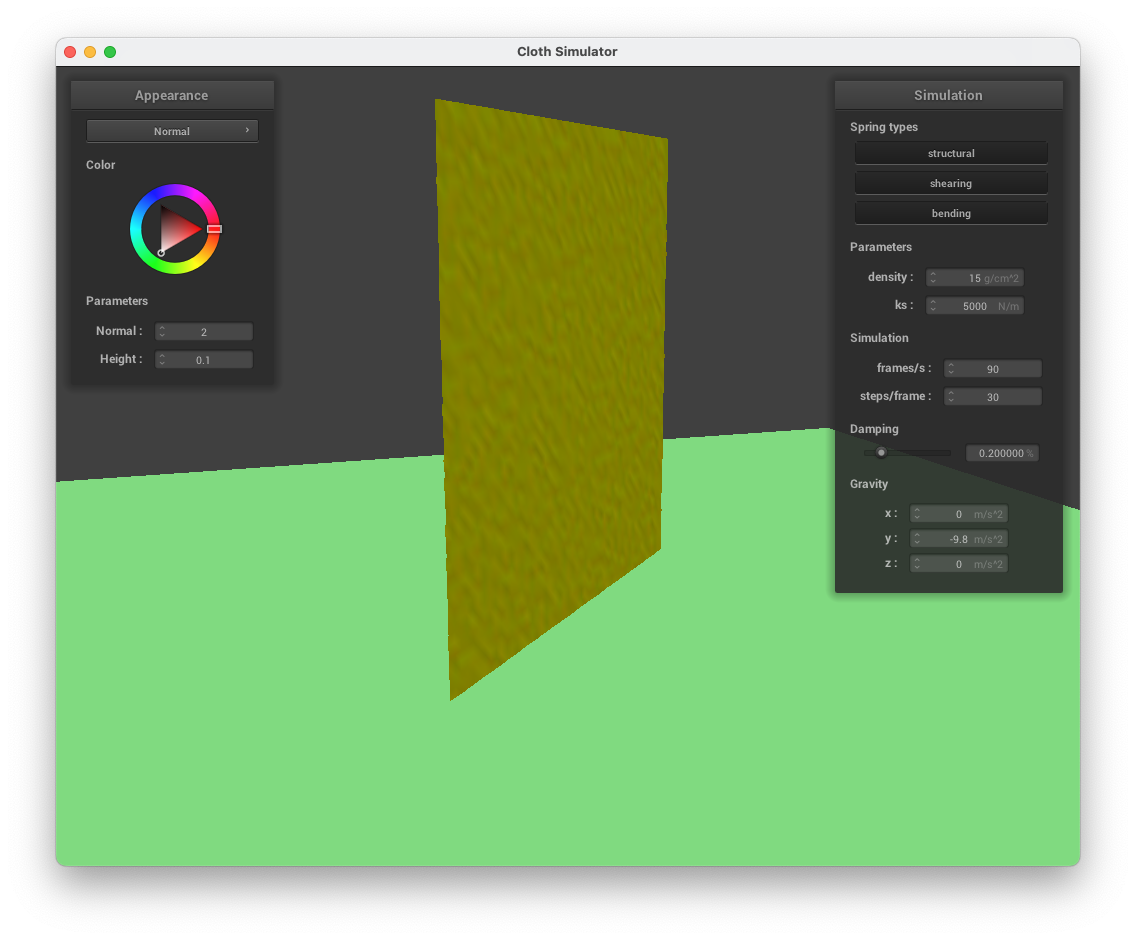 Cloth Simulator
Appearance
Normal
Color
Parameters
Normal : 2
Height : 0.1
Simulation
Spring types
structural
shearing
bending
Parameters
density : 15 g/cm^2
ks : 5000 N/m
Simulation
frames/s : 90
steps/frame : 30
Damping
0.200000 %
Gravity
x : 0 m/s^2
y : -9.8 m/s^2
z : 0 m/s^2